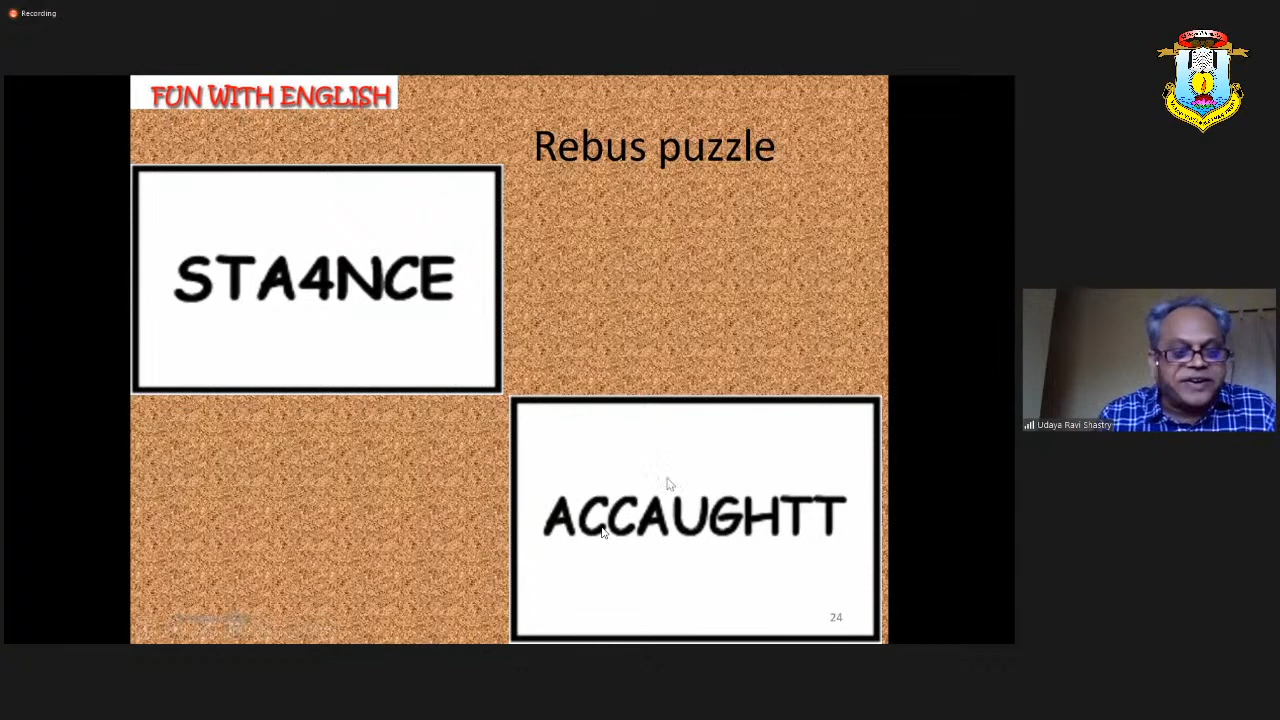 Recording
FUN WITH ENGLISH
Rebus puzzle
STA4NCE
ACCAUGHTT
24
Udaya Ravi Shastry